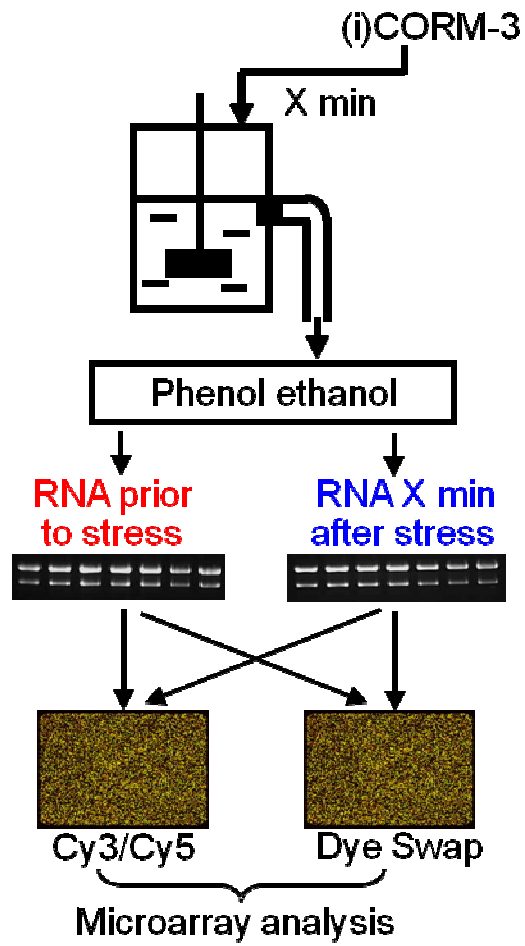 (i)CORM-3
X min
Phenol ethanol
RNA prior
to stress
RNA X min
after stress
Cy3/Cy5
Dye Swap
Microarray analysis